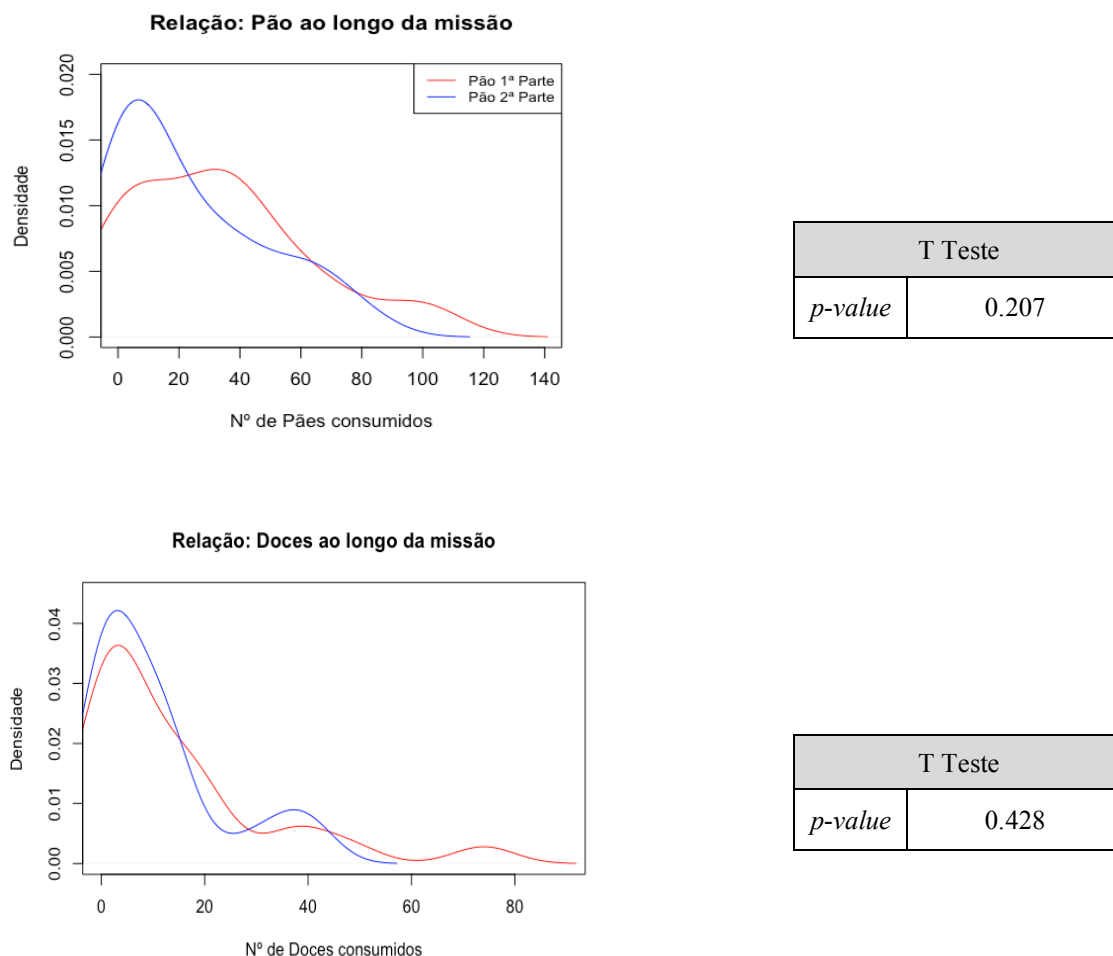 Relação: Pão ao longo da missão
Pão 1ª Parte
Pão 2ª Parte
0.020
0.015
0.010
0.005
0.000
Densidade
0 20 40 60 80 100 120 140
Nº de Pães consumidos
T Teste
p-value 0.207
Relação: Doces ao longo da missão
0.04
0.03
0.02
0.01
0.00
Densidade
0 20 40 60 80
Nº de Doces consumidos
T Teste
p-value 0.428